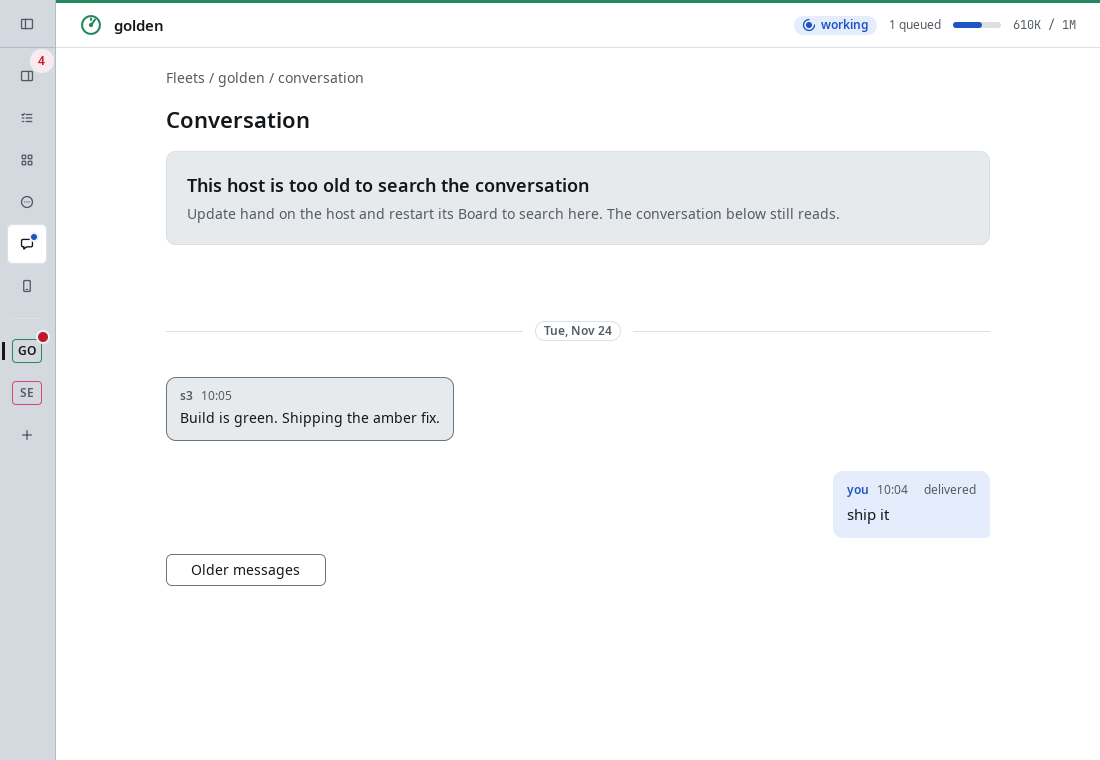 golden
working
1 queued
610K / 1M
4
GO
SE
Fleets / golden / conversation
Conversation
This host is too old to search the conversation
Update hand on the host and restart its Board to search here. The conversation below still reads.
Tue, Nov 24
s3 10:05
Build is green. Shipping the amber fix.
you 10:04 delivered
ship it
Older messages